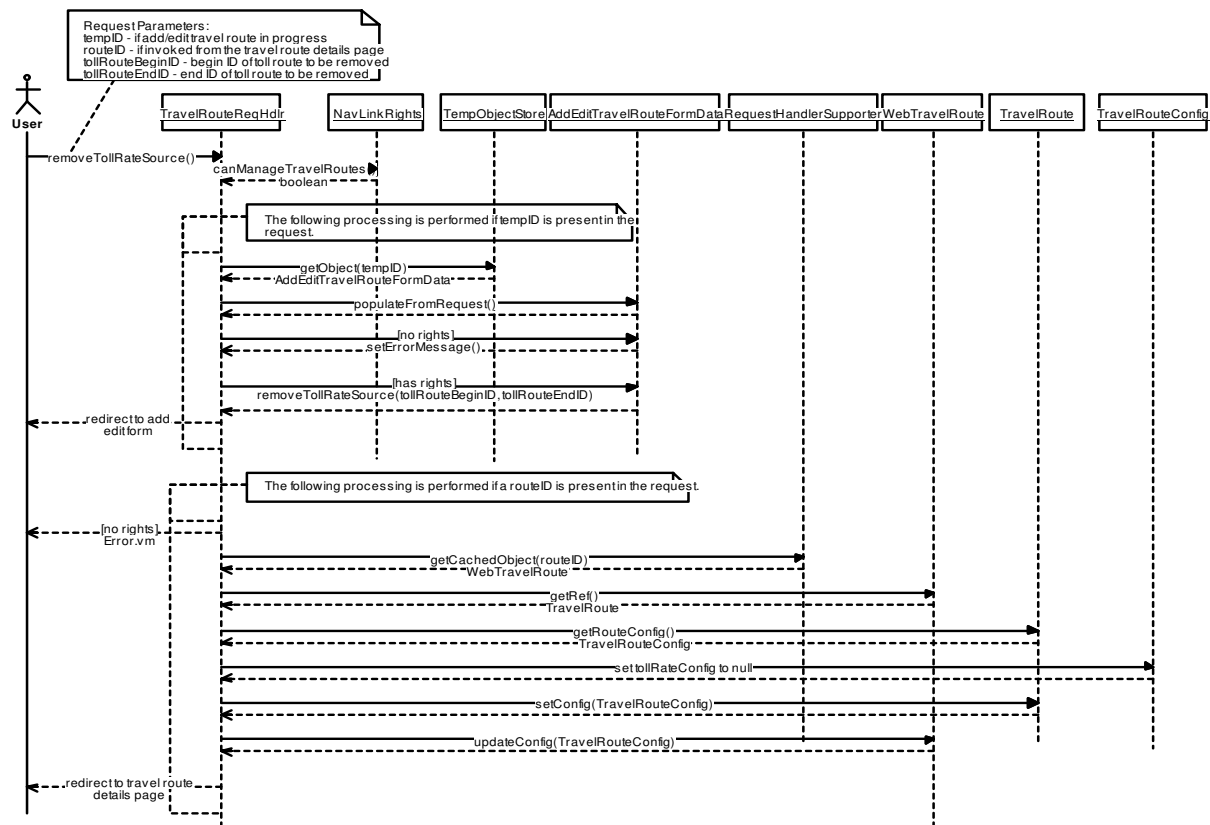 Request Parameters:
tempID - if add/edit travel route in progress
routeID - if invoked from the travel route details page
tollRouteBeginID - begin ID of toll route to be removed
tollRouteEndID - end ID of toll route to be removed
User
TravelRouteReqHdlr
NavLinkRights
TempObjectStore
AddEditTravelRouteFormData
RequestHandlerSupporter
WebTravelRoute
TravelRoute
TravelRouteConfig
removeTollRateSource()
canManageTravelRoutes
boolean
The following processing is performed if tempID is present in the
request.
getObject(tempID)
AddEditTravelRouteFormData
populateFromRequest()
[no rights]
setErrorMessage()
[has rights]
removeTollRateSource(tollRouteBeginID,tollRouteEndID)
redirect to add
edit form
The following processing is performed if a routeID is present in the request.
[no rights]
Error.vm
getCachedObject(routeID)
WebTravelRoute
getRef()
TravelRoute
getRouteConfig()
TravelRouteConfig
set tollRateConfig to null
setConfig(TravelRouteConfig)
updateConfig(TravelRouteConfig)
redirect to travel route
details page